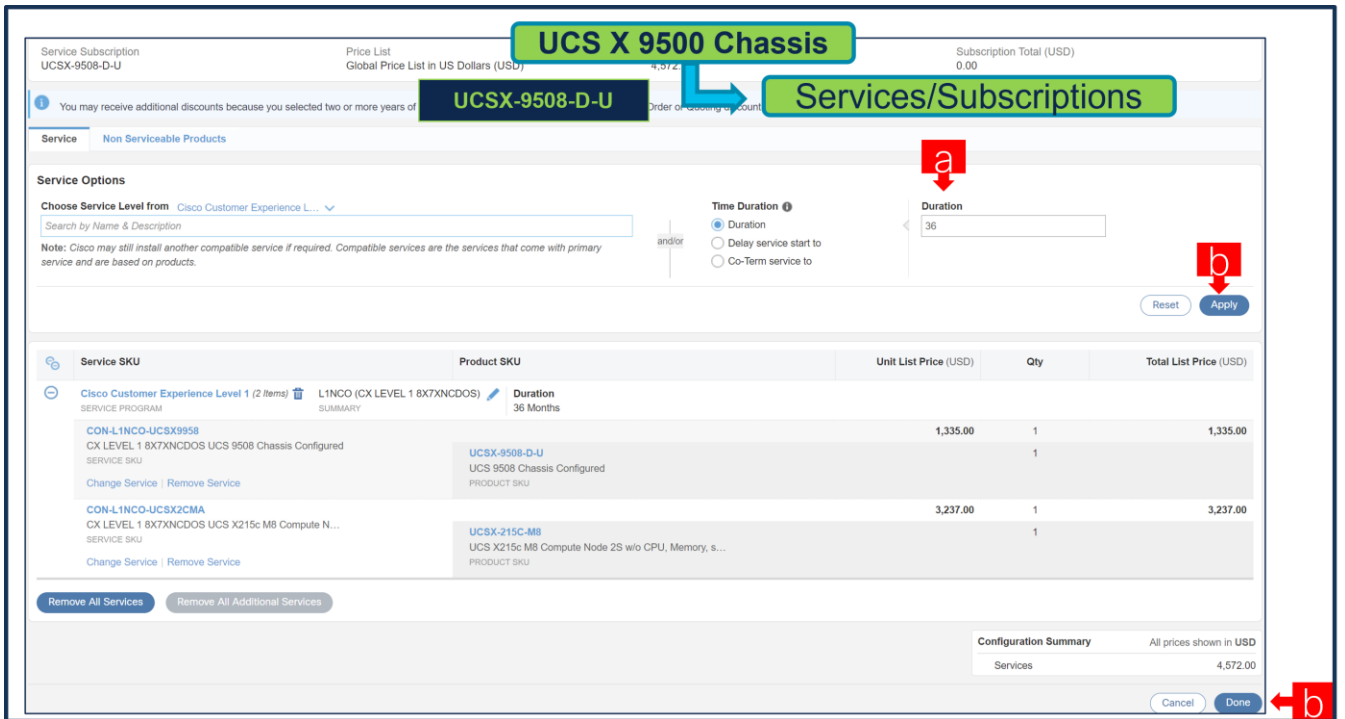 UCS X 9500 Chassis
Service Subscription
UCSX-9508-D-U
Price List
Global Price List in US Dollars (USD)
4,572.
Subscription Total (USD)
0.00
UCSX-9508-D-U
Services/Subscriptions
You may receive additional discounts because you selected two or more years of
Service
Non Serviceable Products
a
Service Options
Choose Service Level from Cisco Customer Experience L...
Search by Name & Description
Note: Cisco may still install another compatible service if required. Compatible services are the services that come with primary
service and are based on products.
and/or
Time Duration
Duration
Delay service start to
Co-Term service to
Duration
36
b
Reset
Apply
Service SKU
Product SKU
Unit List Price (USD)
Qty
Total List Price (USD)
Cisco Customer Experience Level 1 (2 Items)
SERVICE PROGRAM
L1NCO (CX LEVEL 1 8X7XNCDOS)
SUMMARY
Duration
36 Months
CON-L1NCO-UCSX9958
1,335.00
1
1,335.00
CX LEVEL 1 8X7XNCDOS UCS 9508 Chassis Configured
SERVICE SKU
Change Service | Remove Service
UCSX-9508-D-U
1
UCS 9508 Chassis Configured
PRODUCT SKU
CON-L1NCO-UCSX2CMA
3,237.00
1
3,237.00
CX LEVEL 1 8X7XNCDOS UCS X215c M8 Compute N...
SERVICE SKU
Change Service | Remove Service
UCSX-215C-M8
1
UCS X215c M8 Compute Node 2S w/o CPU, Memory, s...
PRODUCT SKU
Remove All Services
Remove All Additional Services
Configuration Summary
All prices shown in USD
Services
4,572.00
Cancel
Done
b